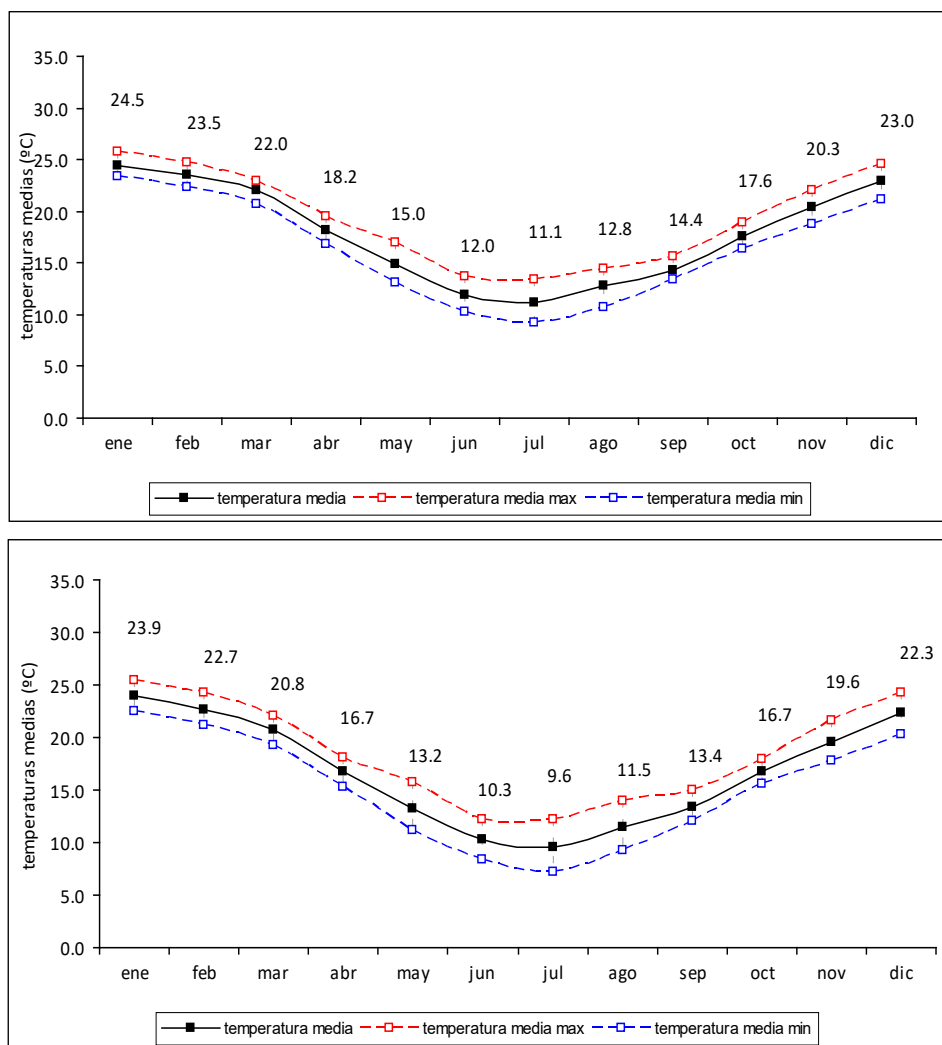 35.0
30.0
25.0
20.0
15.0
10.0
5.0
0.0
temperaturas medias (ºC)
24.5 23.5 22.0 18.2 15.0 12.0 11.1 12.8 14.4 17.6 20.3 23.0
ene feb mar abr may jun jul ago sep oct nov dic
temperatura media temperatura media max temperatura media min
35.0
30.0
25.0
20.0
15.0
10.0
5.0
0.0
temperaturas medias (ºC)
23.9 22.7 20.8 16.7 13.2 10.3 9.6 11.5 13.4 16.7 19.6 22.3
ene feb mar abr may jun jul ago sep oct nov dic
temperatura media temperatura media max temperatura media min